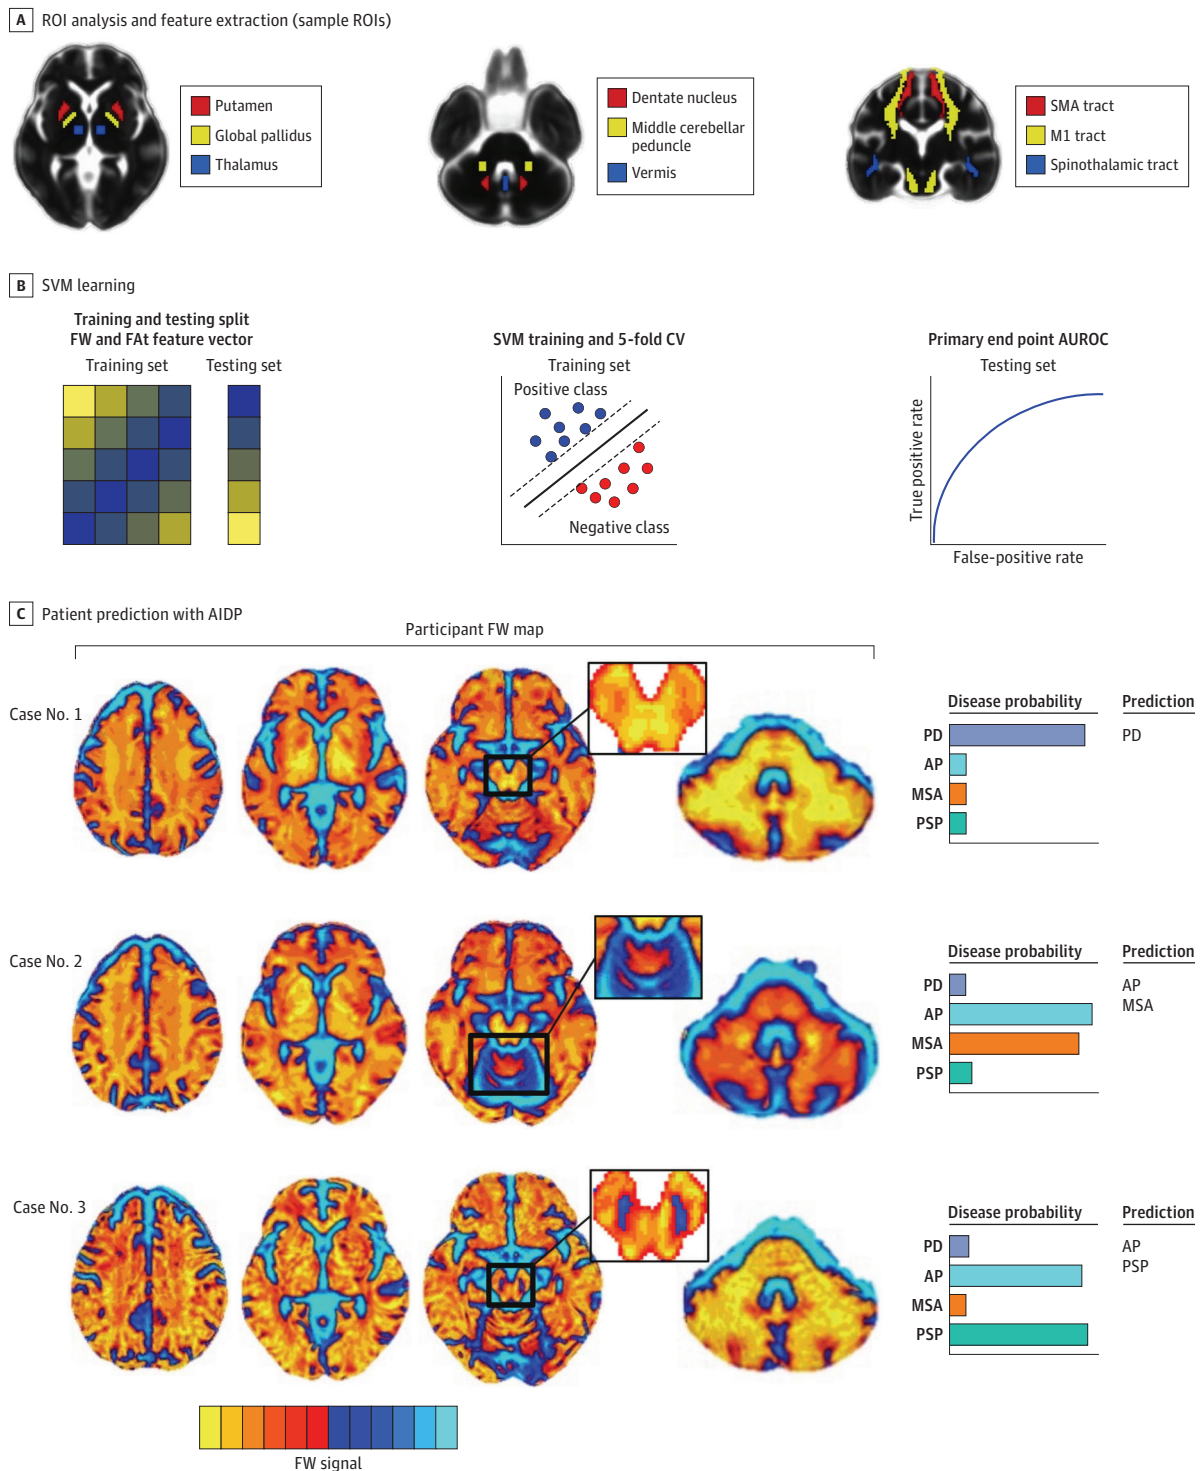 A ROI analysis and feature extraction (sample ROIs)
Putamen
Global pallidus
Thalamus
Dentate nucleus
Middle cerebellar
peduncle
Vermis
SMA tract
M1 tract
Spinothalamic tract
B SVM learning
Training and testing split
FW and FAt feature vector
Training set
Testing set
SVM training and 5-fold CV
Training set
Positive class
Negative class
Primary end point AUROC
Testing set
True positive rate
False-positive rate
C Patient prediction with AIDP
Participant FW map
Case No. 1
Disease probability
Prediction
PD
AP
MSA
PSP
PD
Case No. 2
Disease probability
Prediction
PD
AP
MSA
PSP
AP
MSA
Case No. 3
Disease probability
Prediction
PD
AP
MSA
PSP
AP
PSP
FW signal